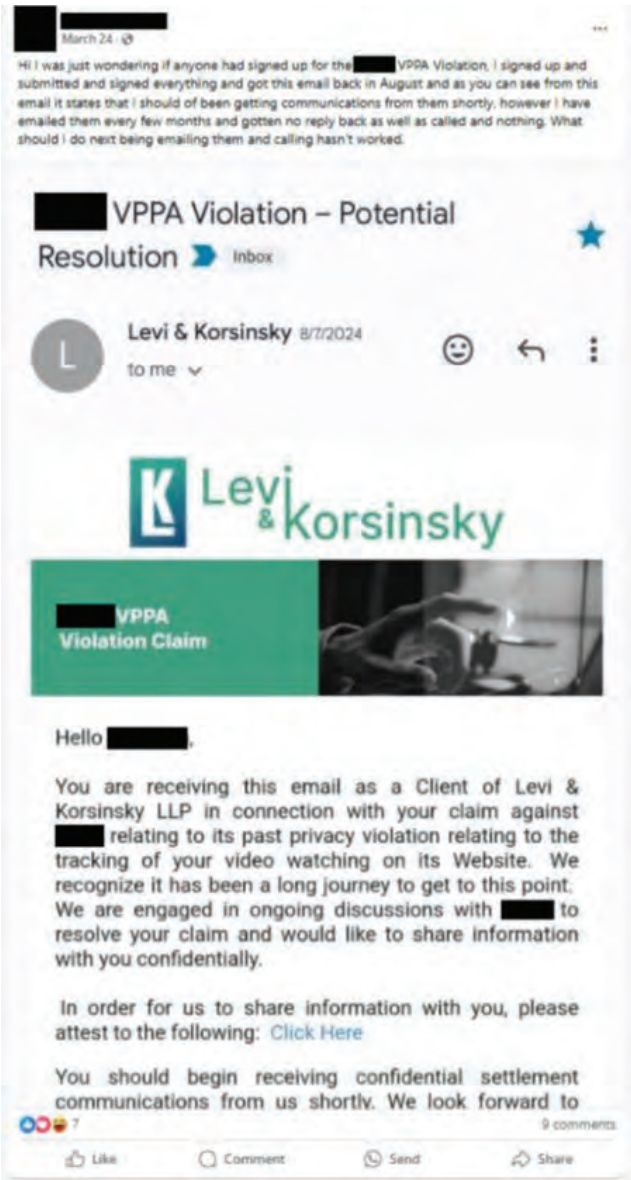 March 24
Hi I was just wondering if anyone had signed up for the VPPA Violation, I signed up and
submitted and signed everything and got this email back in August and as you can see from this
email it states that I should of been getting communications from them shortly, however I have
emailed them every few months and gotten no reply back as well as called and nothing. What
should I do next being emailing them and calling hasn't worked.
VPPA Violation – Potential
Resolution Inbox
L
Levi & Korsinsky 8/7/2024
to me
LK Levi
& Korsinsky
VPPA
Violation Claim
Hello ,
You are receiving this email as a Client of Levi &
Korsinsky LLP in connection with your claim against
relating to its past privacy violation relating to the
tracking of your video watching on its Website. We
recognize it has been a long journey to get to this point.
We are engaged in ongoing discussions with to
resolve your claim and would like to share information
with you confidentially.
In order for us to share information with you, please
attest to the following: Click Here
You should begin receiving confidential settlement
communications from us shortly. We look forward to
7 9 comments
Like Comment Send Share